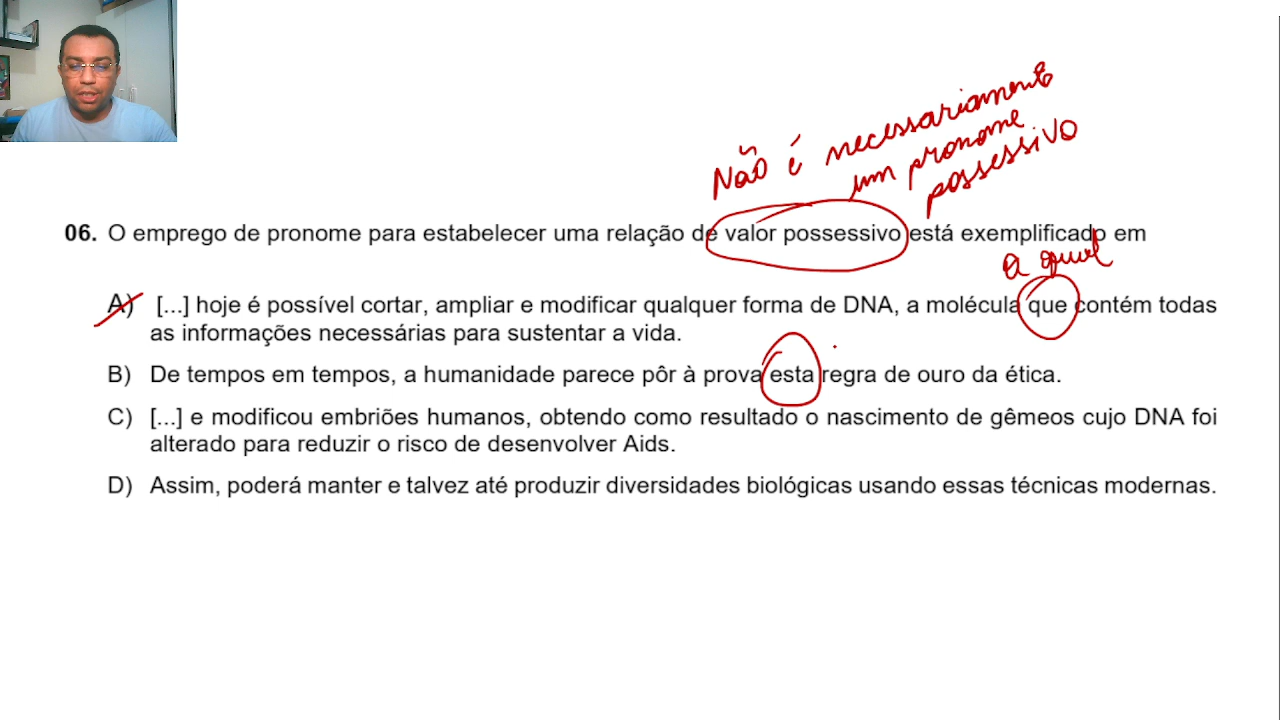 Não é necessariamente
um pronome
possessivo
06. O emprego de pronome para estabelecer uma relação de valor possessivo está exemplificado em
a qual
A) [...] hoje é possível cortar, ampliar e modificar qualquer forma de DNA, a molécula que contém todas
as informações necessárias para sustentar a vida.
B) De tempos em tempos, a humanidade parece pôr à prova esta regra de ouro da ética.
C) [...] e modificou embriões humanos, obtendo como resultado o nascimento de gêmeos cujo DNA foi
alterado para reduzir o risco de desenvolver Aids.
D) Assim, poderá manter e talvez até produzir diversidades biológicas usando essas técnicas modernas.